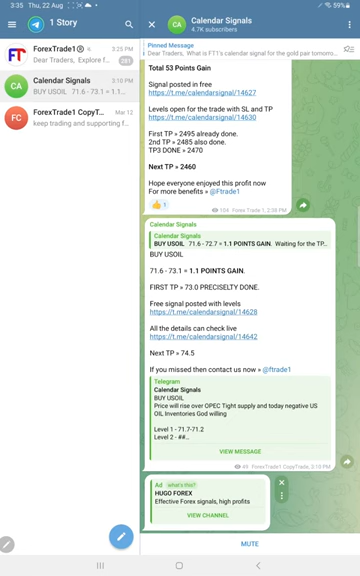 3:35 Thu, 22 Aug
59%
1 Story
ForexTrade1
3:25 PM
Dear Traders, Explore f...
281
CA
Calendar Signals
3:10 PM
BUY USOIL 71.6 - 73.1 = 1.1...
FC
ForexTrade1 CopyT...
Mar 12
keep trading and supporting f...
CA
Calendar Signals
4.7K subscribers
Pinned Message
Dear Traders, What is FT1's calendar signal for the gold pair tomorro...
Total 53 Points Gain
Signal posted in free
https://t.me/calendarsignal/14627
Levels open for the trade with SL and TP
https://t.me/calendarsignal/14630
First TP » 2495 already done.
2nd TP » 2485 also done.
TP3 DONE » 2470
Next TP » 2460
Hope everyone enjoyed this profit now
For more benefits » @Ftrade1
1
104 Forex Trade 1, 2:08 PM
Calendar Signals
Calendar Signals
BUY USOIL 71.6 - 72.7 = 1.1 POINTS GAIN. Waiting for the TP...
BUY USOIL
71.6 - 73.1 = 1.1 POINTS GAIN.
FIRST TP » 73.0 PRECISELTY DONE.
Free signal posted with levels
https://t.me/calendarsignal/14628
All the details can check live
https://t.me/calendarsignal/14642
Next TP » 74.5
If you missed then contact us now » @ftrade1
Telegram
Calendar Signals
BUY USOIL
Price will rise over OPEC Tight supply and today negative US
OIL Inventories God willing
Level 1 - 71.7-71.2
Level 2 - ##...
VIEW MESSAGE
49 ForexTrade1 CopyTrade, 3:10 PM
Ad what's this?
HUGO FOREX
Effective Forex signals, high profits
VIEW CHANNEL
MUTE